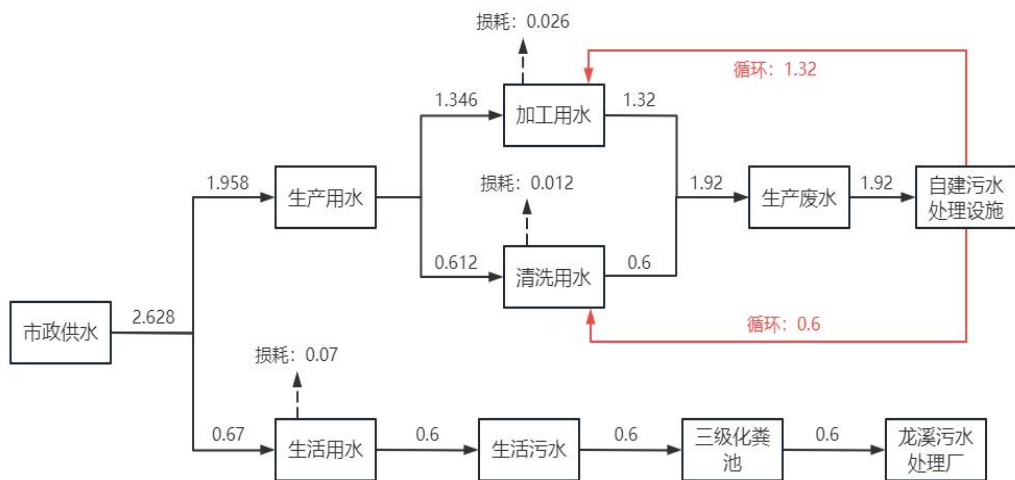 损耗：0.026
循环：1.32
1.346
加工用水
1.32
1.958
生产用水
损耗：0.012
1.92
生产废水
1.92
自建污水
处理设施
0.612
清洗用水
0.6
市政供水
2.628
循环：0.6
损耗：0.07
0.67
生活用水
0.6
生活污水
0.6
三级化粪
池
0.6
龙溪污水
处理厂